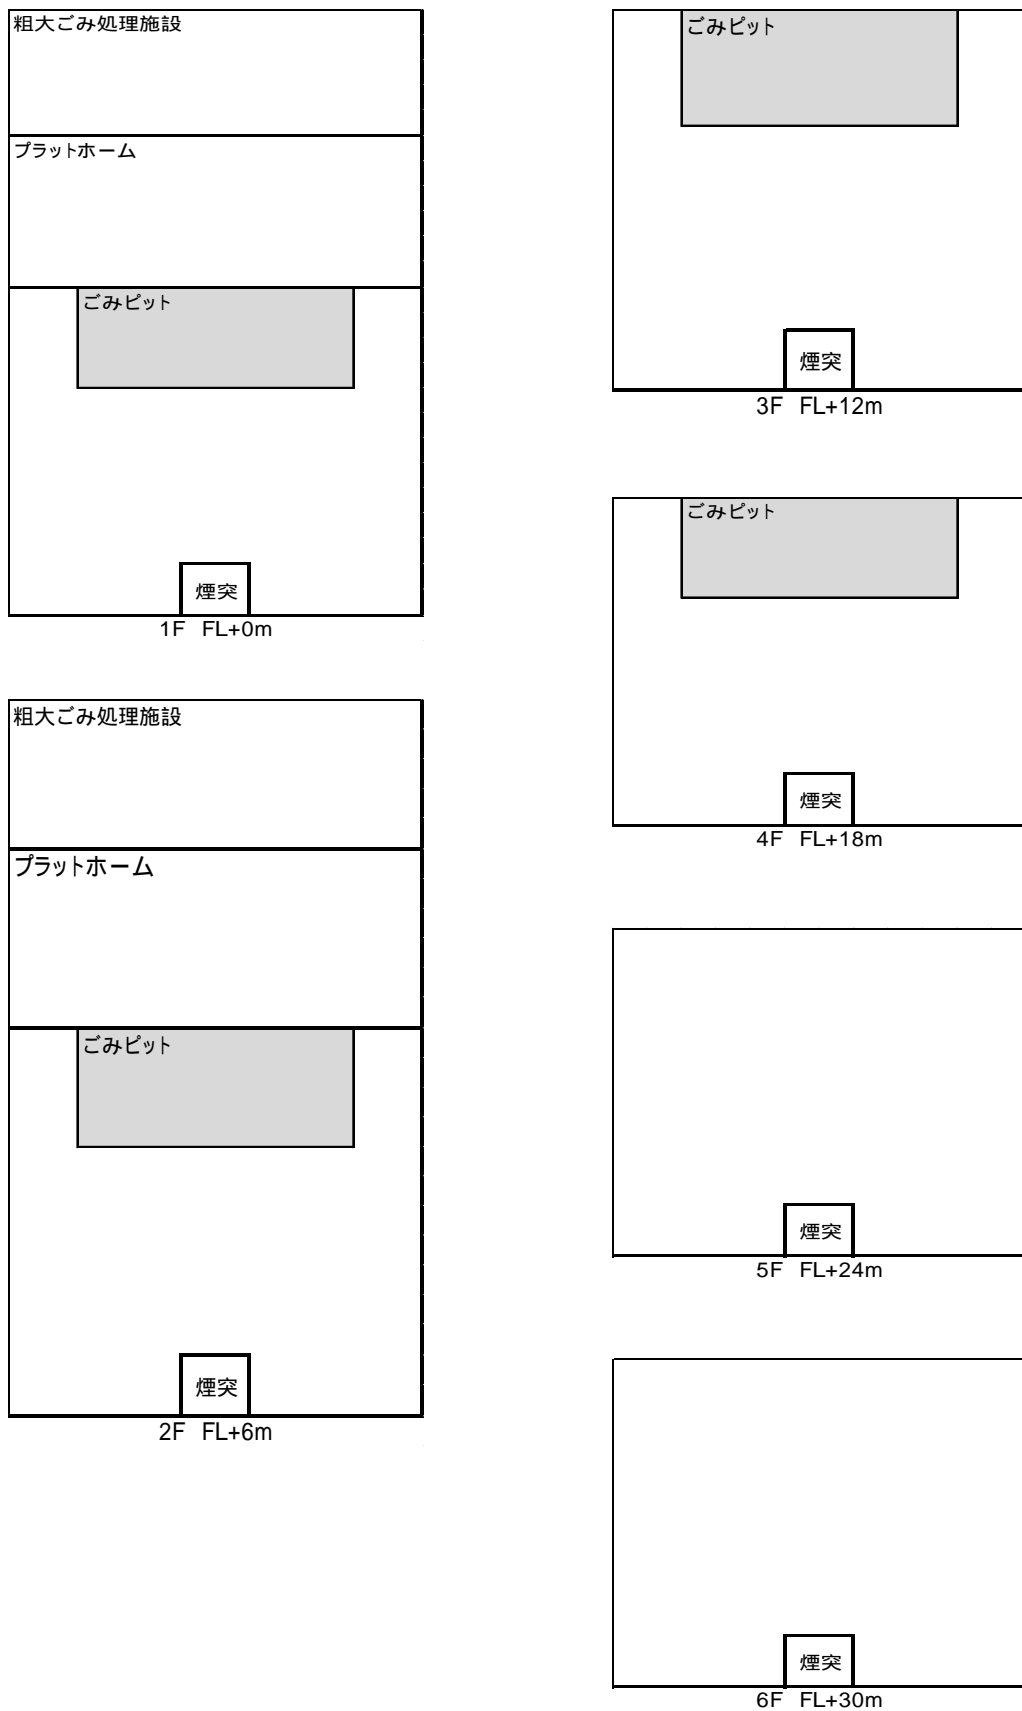 粗大ごみ処理施設
プラットホーム
ごみピット
煙突
1F FL+0m
粗大ごみ処理施設
プラットホーム
ごみピット
煙突
2F FL+6m
ごみピット
煙突
3F FL+12m
ごみピット
煙突
4F FL+18m
煙突
5F FL+24m
煙突
6F FL+30m